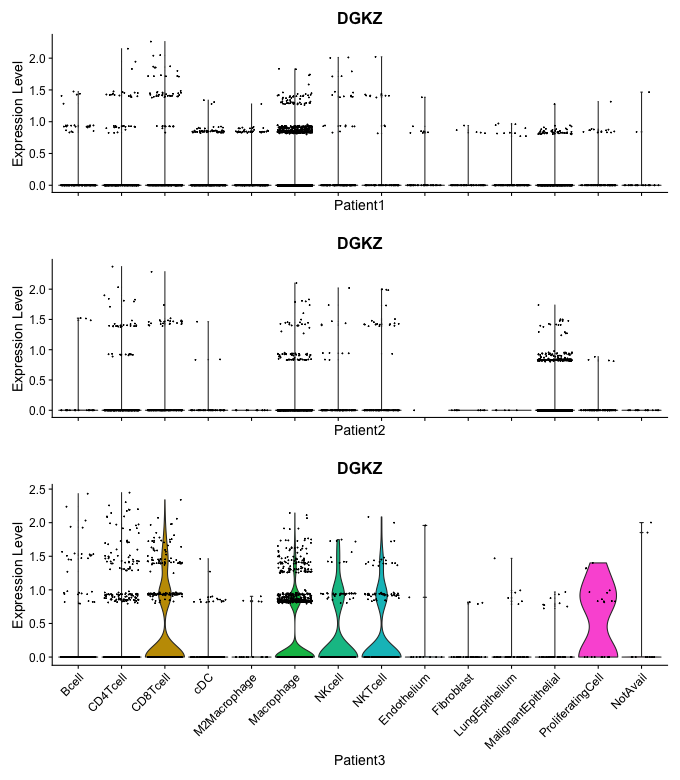 DGKZ
Expression Level
2.0
1.5
1.0
0.5
0.0
Patient1
DGKZ
Expression Level
2.0
1.5
1.0
0.5
0.0
Patient2
DGKZ
Expression Level
2.5
2.0
1.5
1.0
0.5
0.0
Bcell
CD4Tcell
CD8Tcell
cDC
M2Macrophage
Macrophage
NKcell
NKTcell
Endothelium
Fibroblast
LungEpithelium
MalignantEpithelial
ProliferatingCell
NotAvail
Patient3